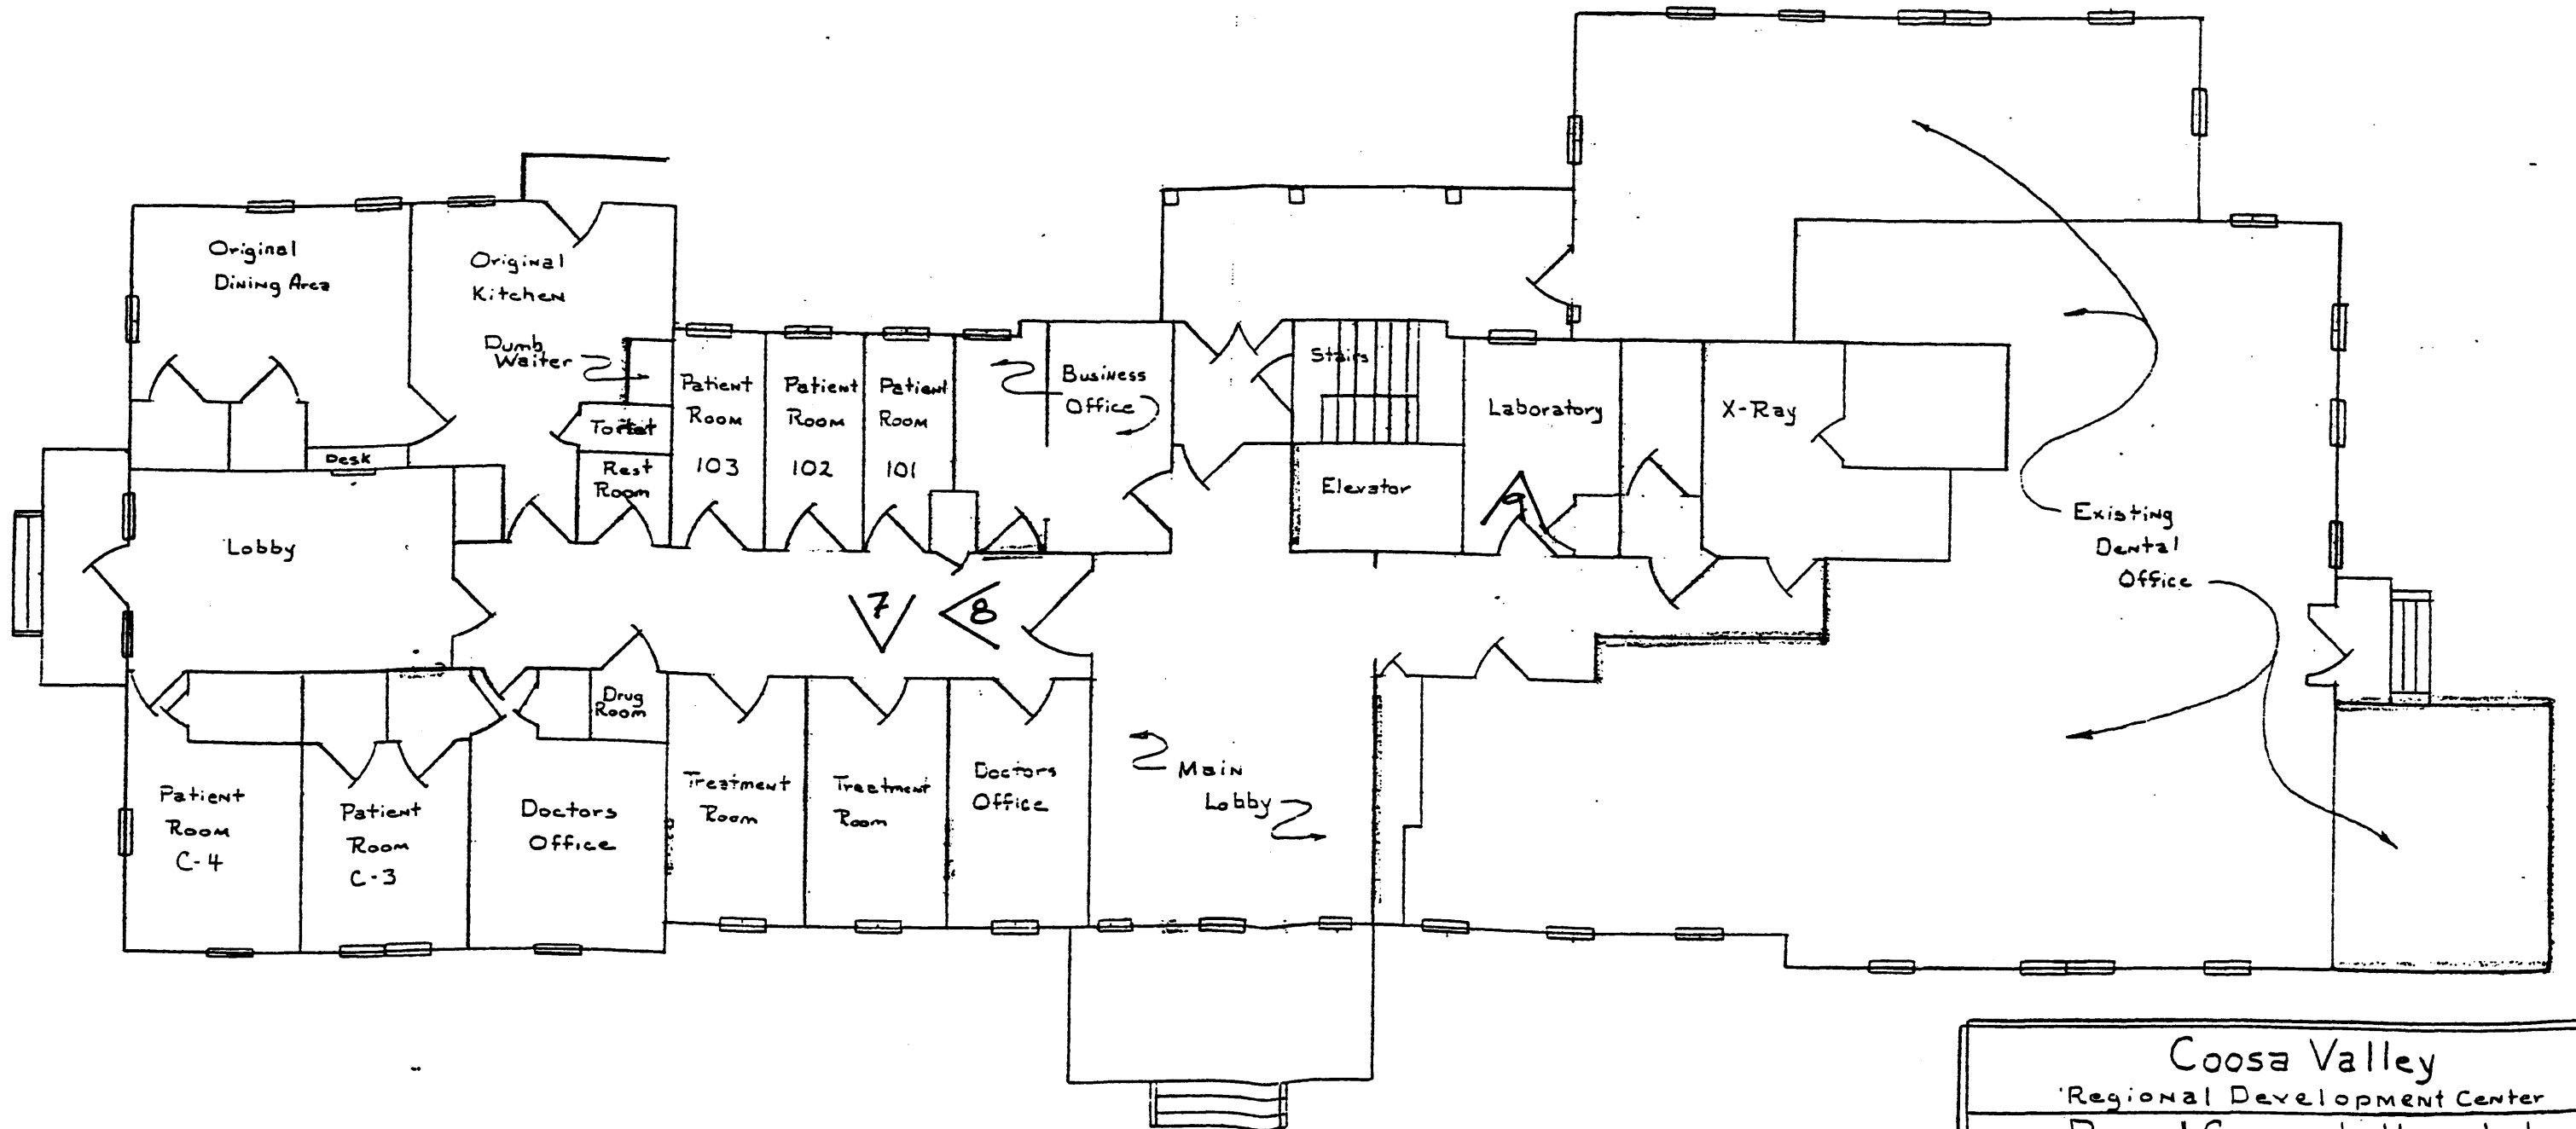 Original
Dining Area
Original
Kitchen
Dumb
Waiter
Toilet
Rest
Room
Desk
Lobby
Patient
Room
103
Patient
Room
102
Patient
Room
101
Business
Office
Stairs
Elevator
Laboratory
9
X-Ray
Existing
Dental
Office
7
8
Drug
Room
Patient
Room
C-4
Patient
Room
C-3
Doctors
Office
Treatment
Room
Treatment
Room
Doctors
Office
Main
Lobby
Coosa Valley
Regional Development Center